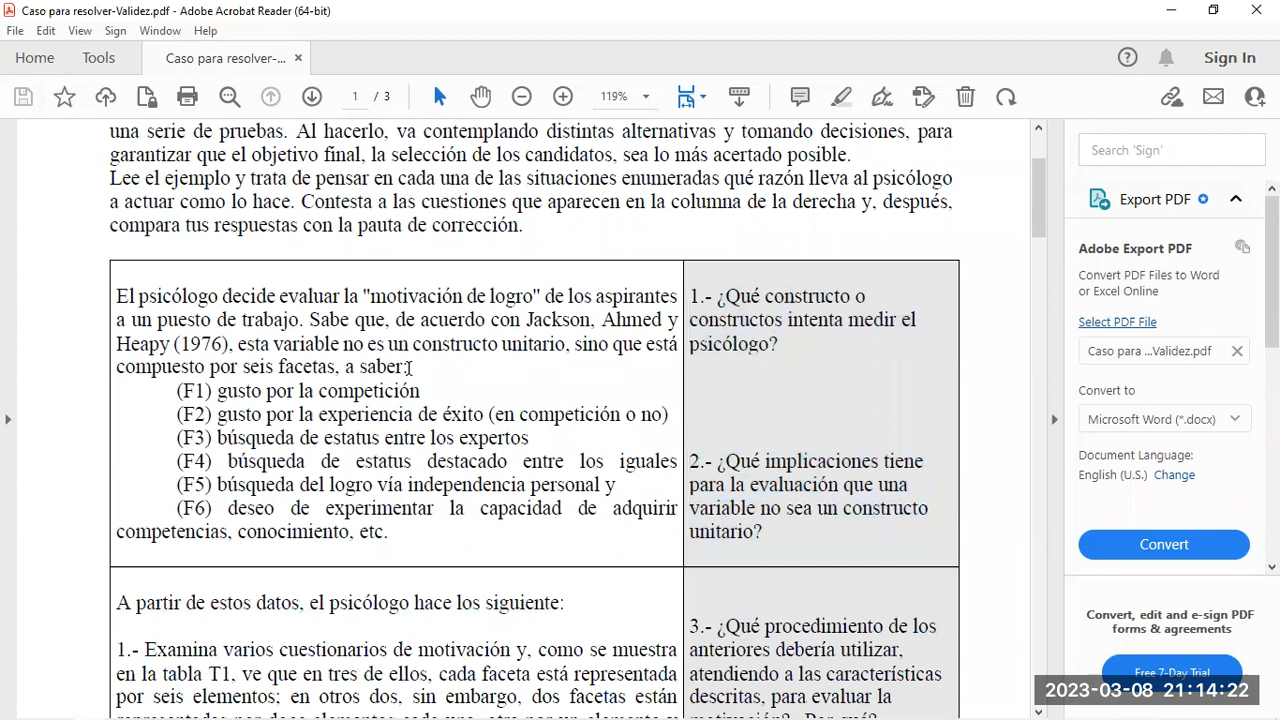 Caso para resolver-Validez.pdf - Adobe Acrobat Reader (64-bit)
File Edit View Sign Window Help
Home Tools Caso para resolver-... × Sign In
1 / 3 119%
una serie de pruebas. Al hacerlo, va contemplando distintas alternativas y tomando decisiones, para
garantizar que el objetivo final, la selección de los candidatos, sea lo más acertado posible.
Lee el ejemplo y trata de pensar en cada una de las situaciones enumeradas qué razón lleva al psicólogo
a actuar como lo hace. Contesta a las cuestiones que aparecen en la columna de la derecha y, después,
compara tus respuestas con la pauta de corrección.
El psicólogo decide evaluar la "motivación de logro" de los aspirantes
a un puesto de trabajo. Sabe que, de acuerdo con Jackson, Ahmed y
Heapy (1976), esta variable no es un constructo unitario, sino que está
compuesto por seis facetas, a saber:
(F1) gusto por la competición
(F2) gusto por la experiencia de éxito (en competición o no)
(F3) búsqueda de estatus entre los expertos
(F4) búsqueda de estatus destacado entre los iguales
(F5) búsqueda del logro vía independencia personal y
(F6) deseo de experimentar la capacidad de adquirir
competencias, conocimiento, etc.
1.- ¿Qué constructo o
constructos intenta medir el
psicólogo?
2.- ¿Qué implicaciones tiene
para la evaluación que una
variable no sea un constructo
unitario?
A partir de estos datos, el psicólogo hace los siguiente:
1.- Examina varios cuestionarios de motivación y, como se muestra
en la tabla T1, ve que en tres de ellos, cada faceta está representada
por seis elementos; en otros dos, sin embargo, dos facetas están
3.- ¿Qué procedimiento de los
anteriores debería utilizar,
atendiendo a las características
descritas, para evaluar la
motivación? ¿Por qué?
Search 'Sign'
Export PDF
Adobe Export PDF
Convert PDF Files to Word
or Excel Online
Select PDF File
Caso para ...Validez.pdf ×
Convert to
Microsoft Word (*.docx)
Document Language:
English (U.S.) Change
Convert
Convert, edit and e-sign PDF
forms & agreements
Free 7-Day Trial
2023-03-08 21:14:22